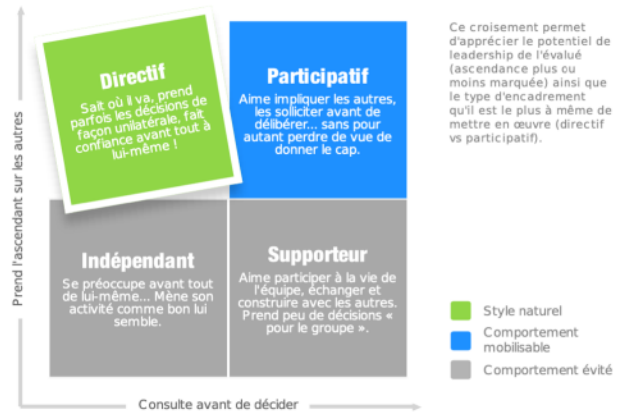 Directif
Sait où il va, prend
parfois les décisions de
façon unilatérale, fait
confiance avant tout à
lui-même !
Participatif
Aime impliquer les autres,
les solliciter avant de
délibérer... sans pour
autant perdre de vue de
donner le cap.
Ce croisement permet
d'apprécier le potentiel de
leadership de l'évalué
(ascendance plus ou
moins marquée) ainsi que
le type d'encadrement
qu'il est le plus à même de
mettre en œuvre (directif
vs participatif).
Prend l'ascendant sur les autres
Indépendant
Se préoccupe avant tout
de lui-même... Mène son
activité comme bon lui
semble.
Supporteur
Aime participer à la vie de
l'équipe, échanger et
construire avec les autres.
Prend peu de décisions «
pour le groupe ».
Style naturel
Comportement
mobilisable
Comportement évité
Consulte avant de décider